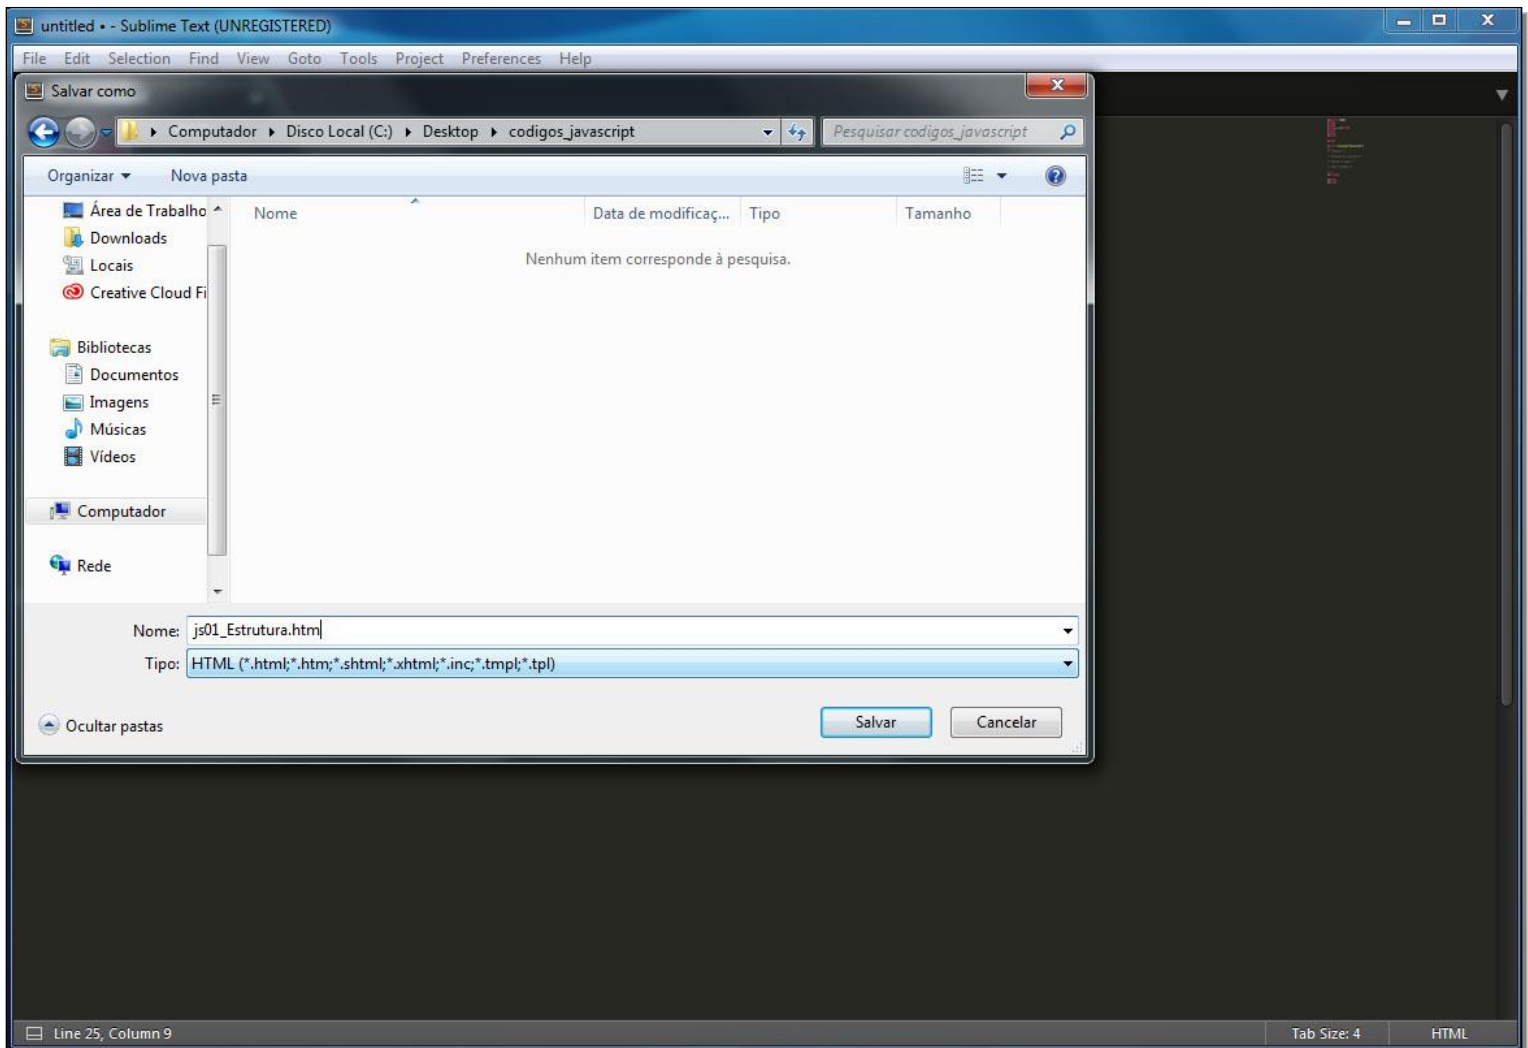 untitled • - Sublime Text (UNREGISTERED)
File Edit Selection Find View Goto Tools Project Preferences Help
Salvar como
Computador Disco Local (C:) Desktop codigos_javascript Pesquisar codigos_javascript
Organizar Nova pasta
Nome Data de modificaç... Tipo Tamanho
Nenhum item corresponde à pesquisa.
Área de Trabalho
Downloads
Locais
Creative Cloud Fi
Bibliotecas
Documentos
Imagens
Músicas
Vídeos
Computador
Rede
Nome: js01_Estrutura.htm
Tipo: HTML (*.html;*.htm;*.shtml;*.xhtml;*.inc;*.tmpl;*.tpl)
Ocultar pastas Salvar Cancelar
Line 25, Column 9 Tab Size: 4 HTML